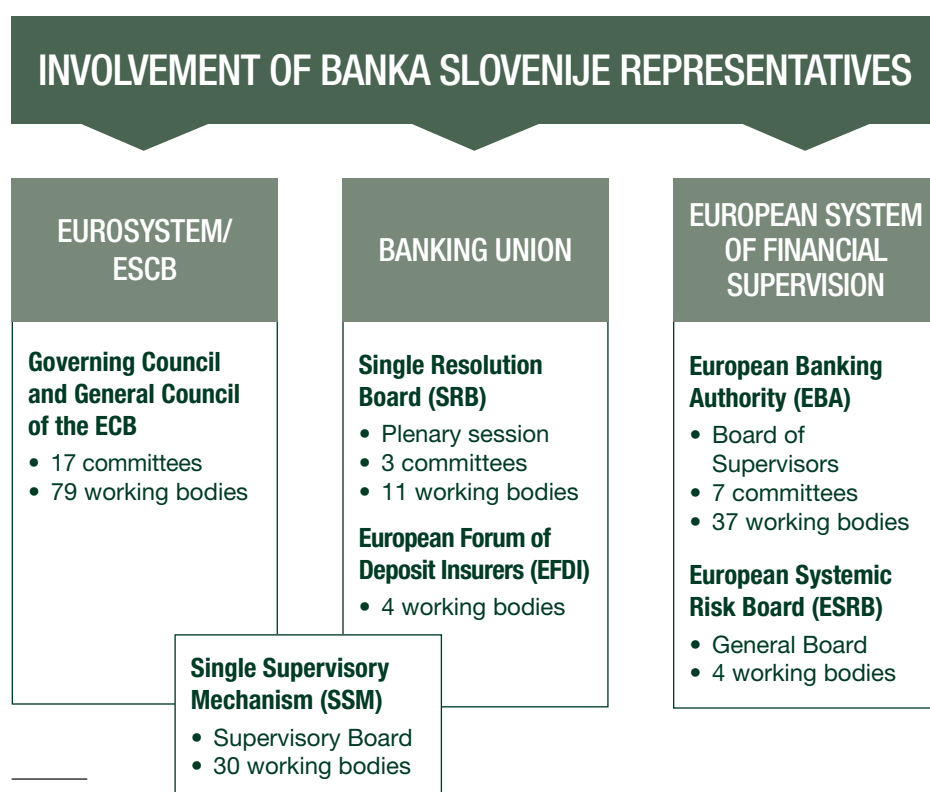 INVOLVEMENT OF BANKA SLOVENIJE REPRESENTATIVES
EUROSYSTEM/
ESCB
Governing Council
and General Council
of the ECB
• 17 committees
• 79 working bodies
BANKING UNION
Single Resolution
Board (SRB)
• Plenary session
• 3 committees
• 11 working bodies
European Forum of
Deposit Insurers (EFDI)
• 4 working bodies
Single Supervisory
Mechanism (SSM)
• Supervisory Board
• 30 working bodies
EUROPEAN SYSTEM
OF FINANCIAL
SUPERVISION
European Banking
Authority (EBA)
• Board of
Supervisors
• 7 committees
• 37 working bodies
European Systemic
Risk Board (ESRB)
• General Board
• 4 working bodies